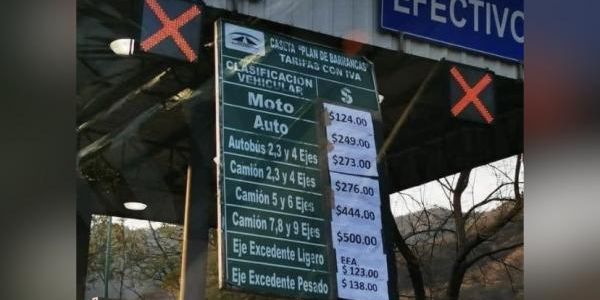 EFECTIVO
CASETA "PLAN DE BARRANCAS"
TARIFAS CON IVA
CLASIFICACIÓN VEHICULAR $
Moto $124.00
Auto $249.00
Autobús 2,3 y 4 Ejes $273.00
Camión 2,3 y 4 Ejes $276.00
Camión 5 y 6 Ejes $444.00
Camión 7,8 y 9 Ejes $500.00
Eje Excedente Ligero EEA $123.00
Eje Excedente Pesado $138.00